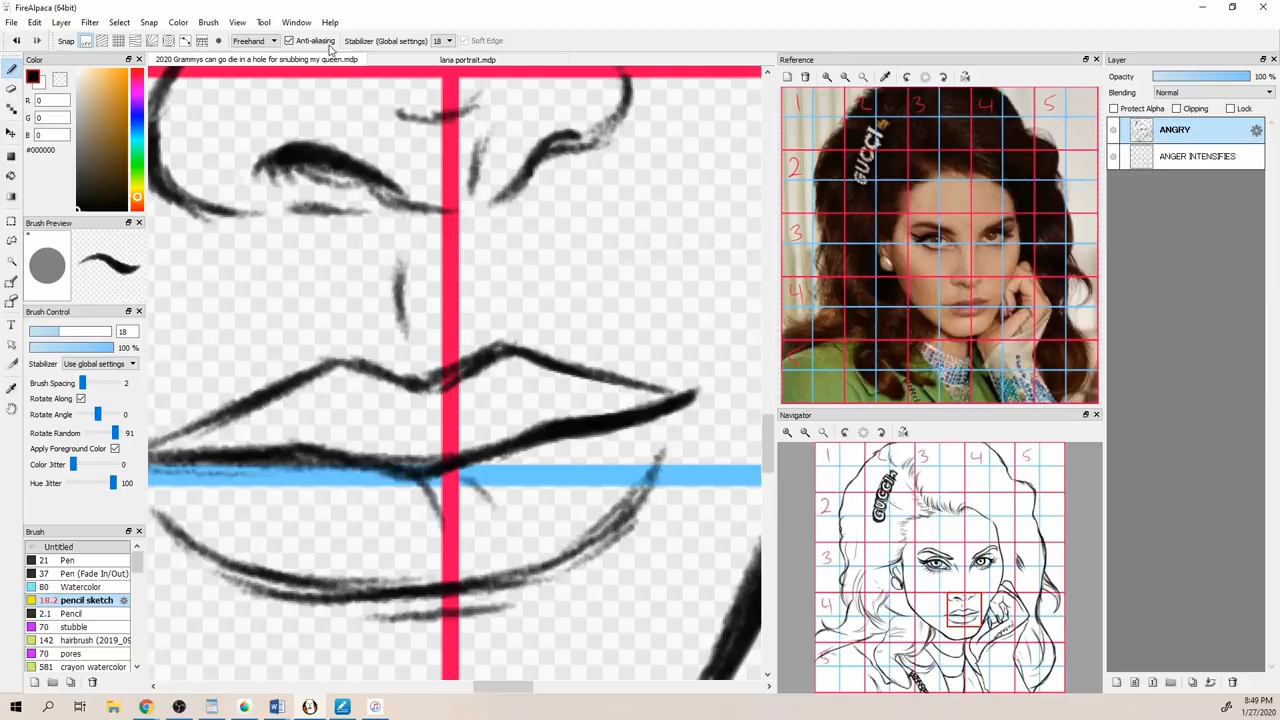 FireAlpaca (64bit)
File Edit Layer Filter Select Snap Color Brush View Tool Window Help
Snap Off Freehand Anti-aliasing Stabilizer (Global settings) 18 Soft Edge
Color
R 0
G 0
B 0
#000000
Brush Preview
Brush Control
18
100 %
Stabilizer Use global settings
Brush Spacing 2
Rotate Along
Rotate Angle 0
Rotate Random 91
Apply Foreground Color
Color Jitter 0
Hue Jitter 100
Brush
Untitled
21 Pen
37 Pen (Fade In/Out)
80 Watercolor
18.2 pencil sketch
2.1 Pencil
70 stubble
142 hairbrush (2019_09
70 pores
581 crayon watercolor
2020 Grammys can go die in a hole for snubbing my queen.mdp
lana portrait.mdp
Reference
1 2 3 4 5
2
3
4
GUCCI
Navigator
1 2 3 4 5
2
3
4
5
GUCCI
Layer
Opacity 100 %
Blending Normal
Protect Alpha Clipping Lock
ANGRY
ANGER INTENSIFIES
8:49 PM
1/27/2020